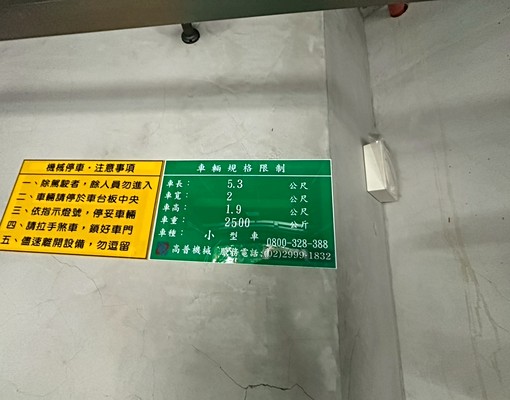 機械停車・注意事項
一、除駕駛者，餘人員勿進入
二、車輛請停於車台板中央
三、依指示燈號，停妥車輛
四、請拉手煞車，鎖好車門
五、儘速離開設備，勿逗留
車輛規格限制
車長： 5.3 公尺
車寬： 2 公尺
車高： 1.9 公尺
車重： 2500 公斤
車種： 小型車
0800-328-388
高普機械 服務電話:(02)2999-1832